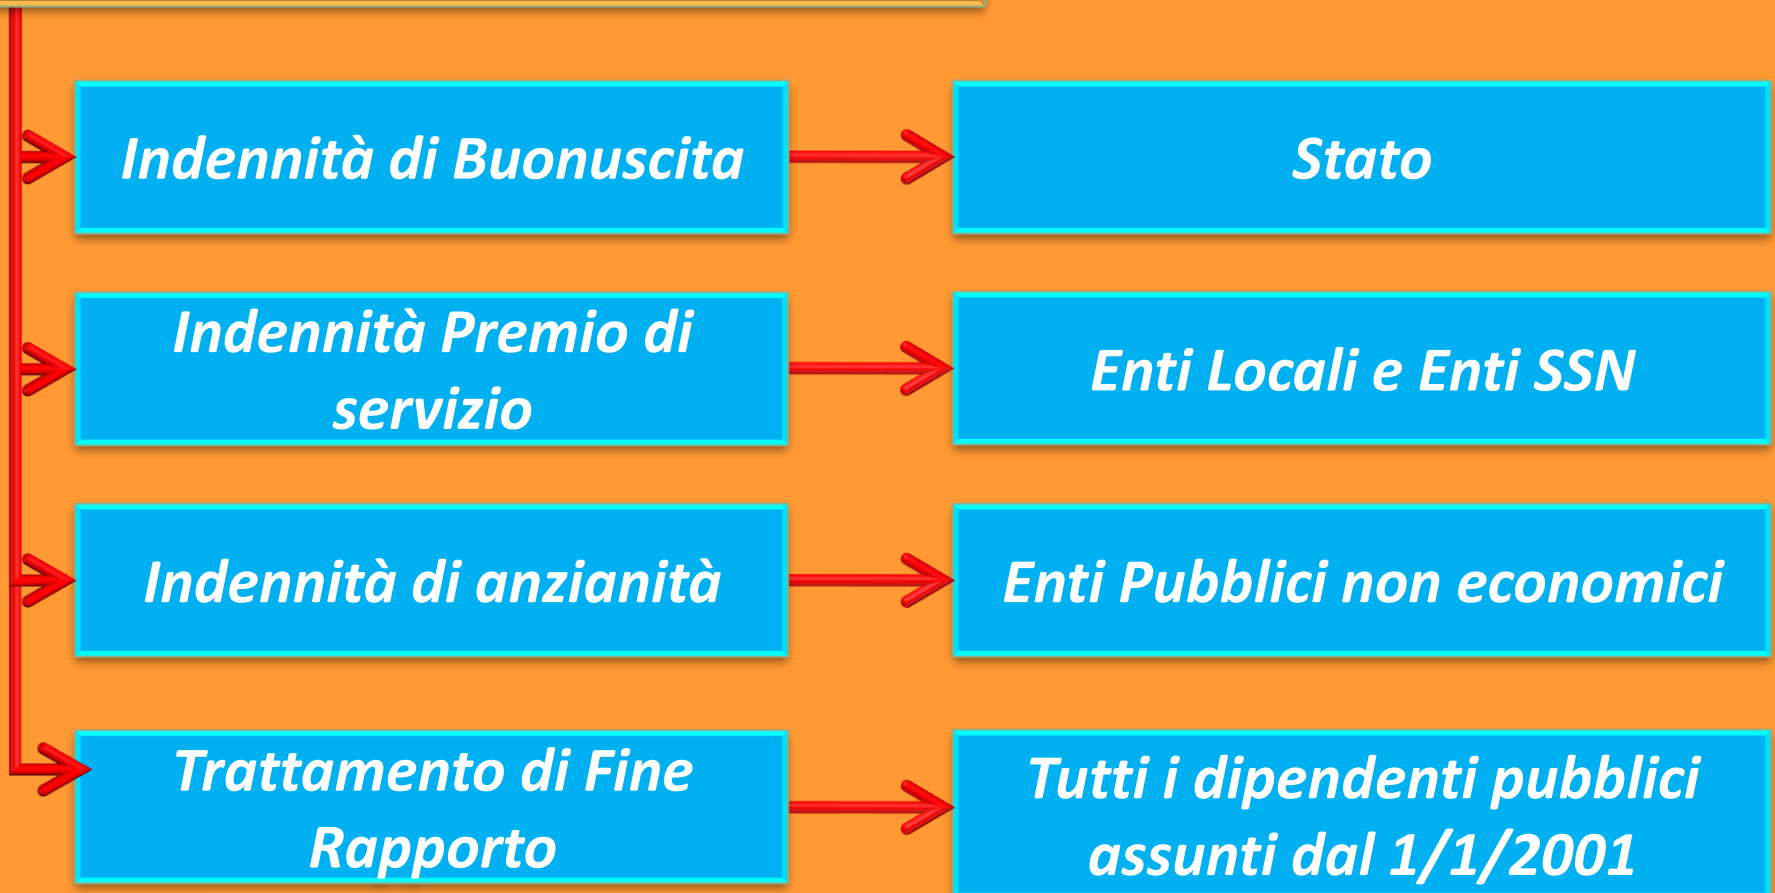 Indennità di Buonuscita
Stato
Indennità Premio di
servizio
Enti Locali e Enti SSN
Indennità di anzianità
Enti Pubblici non economici
Trattamento di Fine
Rapporto
Tutti i dipendenti pubblici
assunti dal 1/1/2001